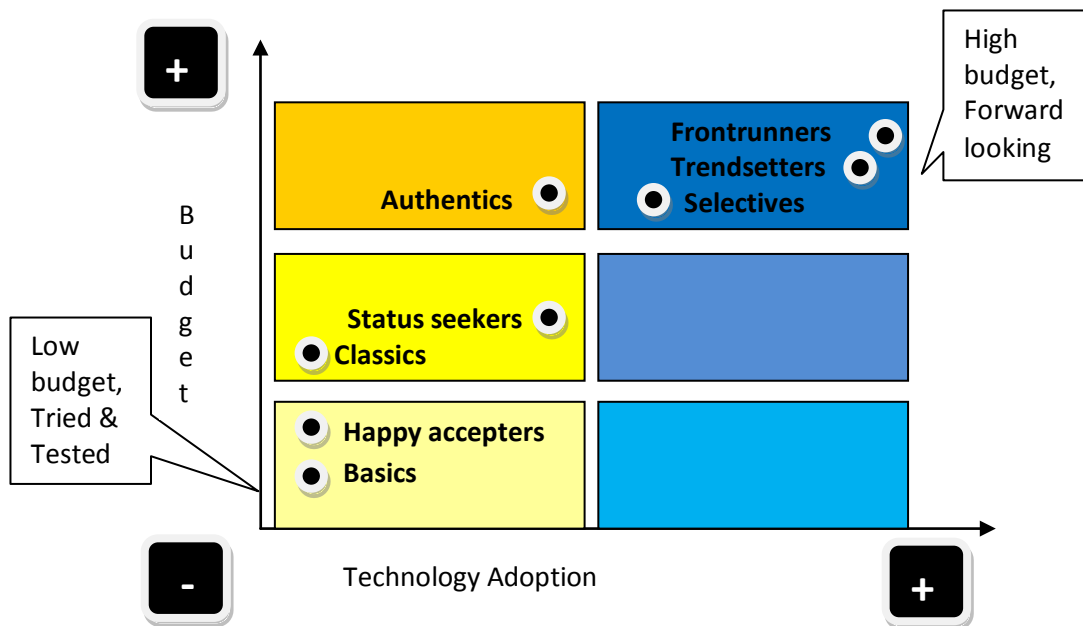 +
High
budget,
Forward
looking
Frontrunners
Trendsetters
Selectives
Authentics
B
u
d
g
e
t
Status seekers
Classics
Low
budget,
Tried &
Tested
Happy accepters
Basics
-
Technology Adoption
+